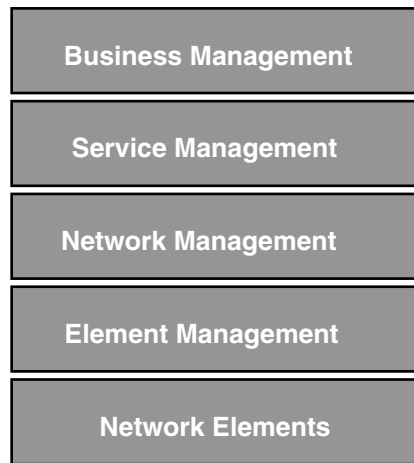 Business Management
Service Management
Network Management
Element Management
Network Elements